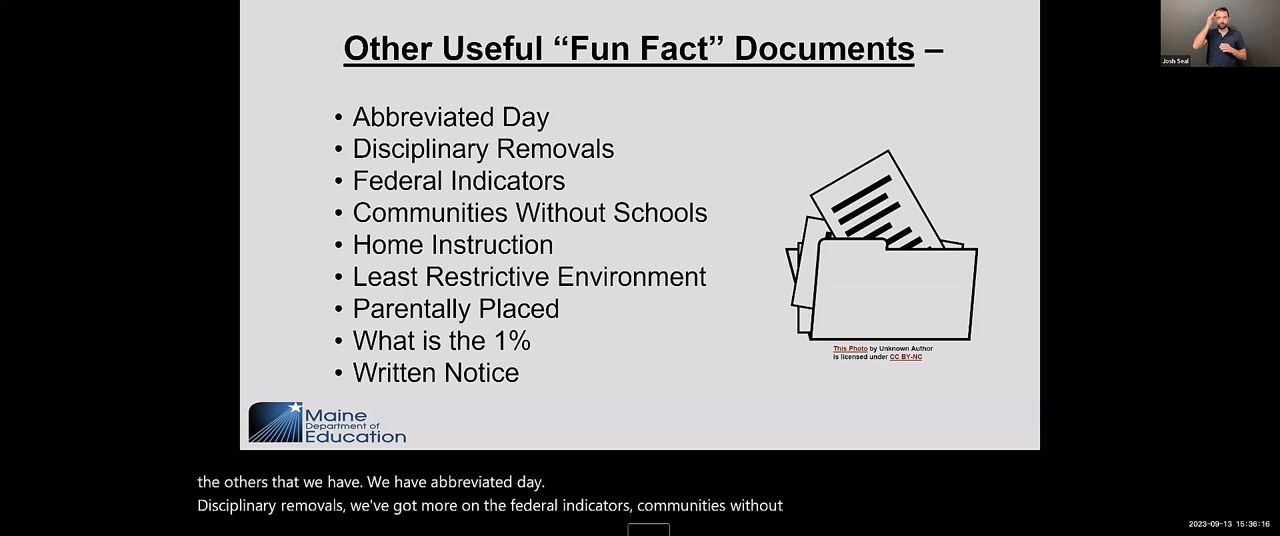 Other Useful “Fun Fact” Documents –
• Abbreviated Day
• Disciplinary Removals
• Federal Indicators
• Communities Without Schools
• Home Instruction
• Least Restrictive Environment
• Parentally Placed
• What is the 1%
• Written Notice
This Photo by Unknown Author
is licensed under CC BY-NC
Maine
Department of
Education
Josh Seal
the others that we have. We have abbreviated day.
Disciplinary removals, we've got more on the federal indicators, communities without
2023-09-13 15:36:16